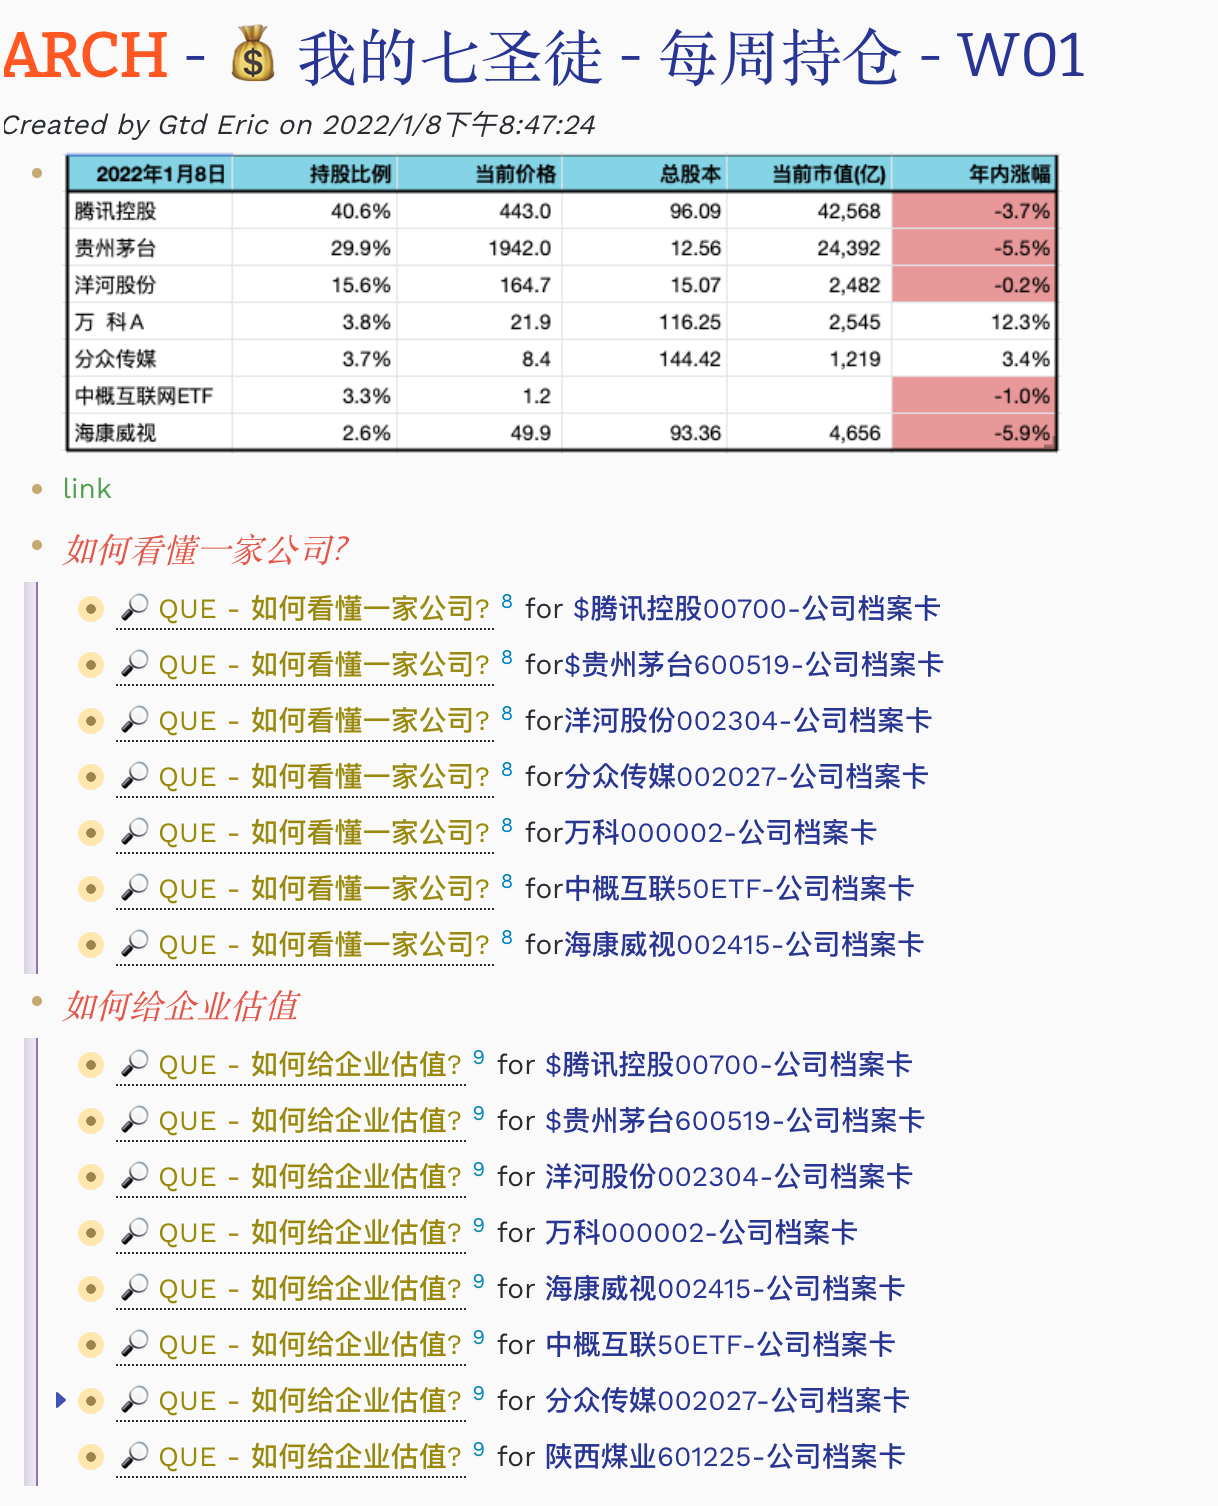 ARCH - 💰 我的七圣徒 - 每周持仓 - W01
Created by Gtd Eric on 2022/1/8下午8:47:24
2022年1月8日 持股比例 当前价格 总股本 当前市值(亿) 年内涨幅
腾讯控股 40.6% 443.0 96.09 42,568 -3.7%
贵州茅台 29.9% 1942.0 12.56 24,392 -5.5%
洋河股份 15.6% 164.7 15.07 2,482 -0.2%
万 科A 3.8% 21.9 116.25 2,545 12.3%
分众传媒 3.7% 8.4 144.42 1,219 3.4%
中概互联网ETF 3.3% 1.2 -1.0%
海康威视 2.6% 49.9 93.36 4,656 -5.9%
link
如何看懂一家公司?
🔎 QUE - 如何看懂一家公司? 8 for $腾讯控股00700-公司档案卡
🔎 QUE - 如何看懂一家公司? 8 for$贵州茅台600519-公司档案卡
🔎 QUE - 如何看懂一家公司? 8 for洋河股份002304-公司档案卡
🔎 QUE - 如何看懂一家公司? 8 for分众传媒002027-公司档案卡
🔎 QUE - 如何看懂一家公司? 8 for万科000002-公司档案卡
🔎 QUE - 如何看懂一家公司? 8 for中概互联50ETF-公司档案卡
🔎 QUE - 如何看懂一家公司? 8 for海康威视002415-公司档案卡
如何给企业估值
🔎 QUE - 如何给企业估值? 9 for $腾讯控股00700-公司档案卡
🔎 QUE - 如何给企业估值? 9 for $贵州茅台600519-公司档案卡
🔎 QUE - 如何给企业估值? 9 for 洋河股份002304-公司档案卡
🔎 QUE - 如何给企业估值? 9 for 万科000002-公司档案卡
🔎 QUE - 如何给企业估值? 9 for 海康威视002415-公司档案卡
🔎 QUE - 如何给企业估值? 9 for 中概互联50ETF-公司档案卡
🔎 QUE - 如何给企业估值? 9 for 分众传媒002027-公司档案卡
🔎 QUE - 如何给企业估值? 9 for 陕西煤业601225-公司档案卡